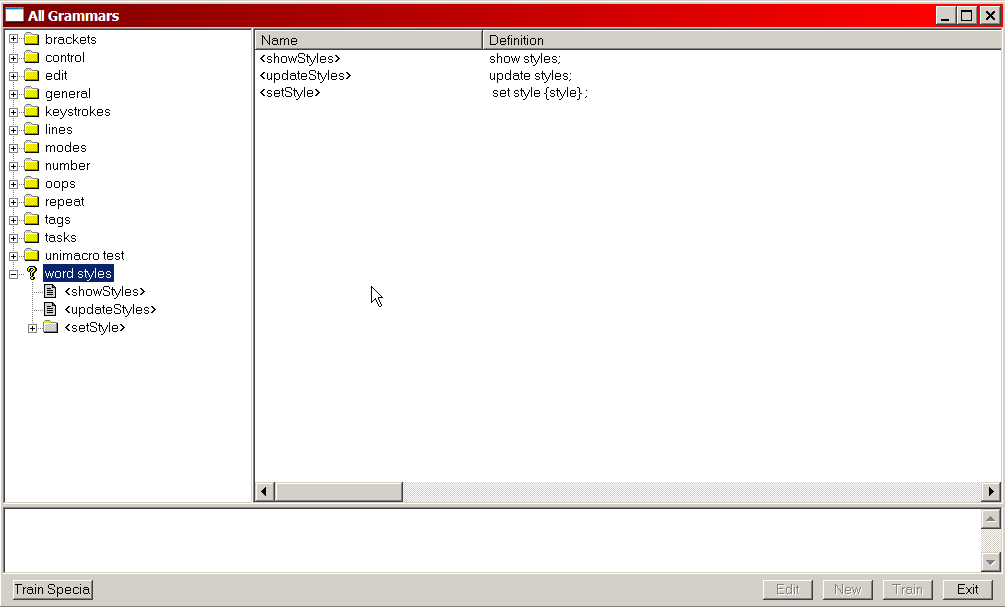 All Grammars
brackets
control
edit
general
keystrokes
lines
modes
number
oops
repeat
tags
tasks
unimacro test
word styles
<showStyles>
<updateStyles>
<setStyle>
Name Definition
<showStyles> show styles;
<updateStyles> update styles;
<setStyle> set style {style} ;
Train Specia Edit New Train Exit